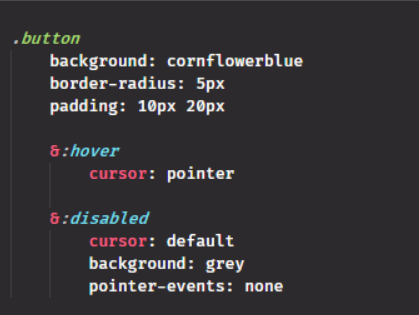 .button
    background: cornflowerblue
    border-radius: 5px
    padding: 10px 20px

    &:hover
        cursor: pointer

    &:disabled
        cursor: default
        background: grey
        pointer-events: none